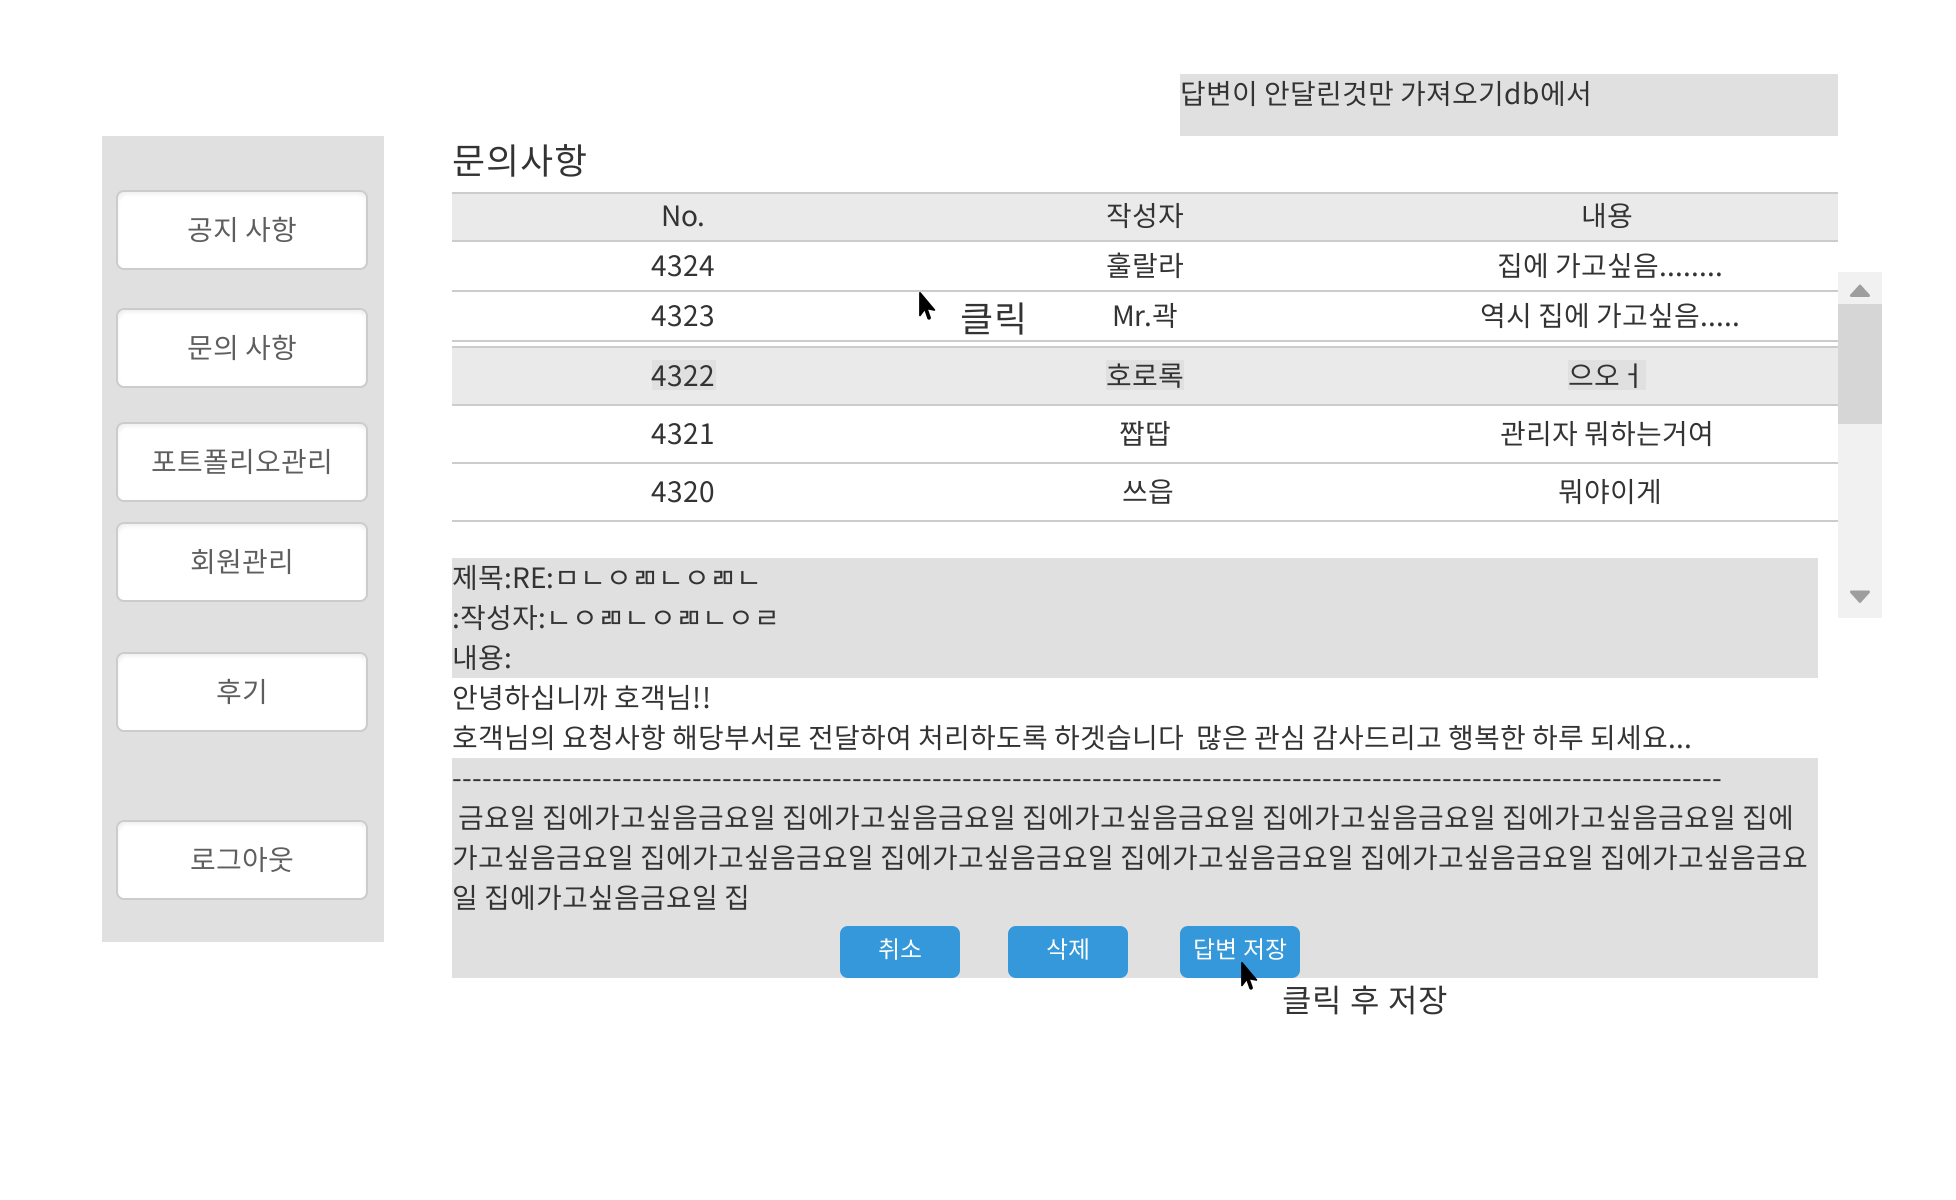 답변이 안달린것만 가져오기db에서
공지 사항
문의 사항
포트폴리오관리
회원관리
후기
로그아웃
문의사항
No. 작성자 내용
4324 훌랄라 집에 가고싶음........
4323 Mr.곽 역시 집에 가고싶음.....
클릭
4322 호로록 으오ㅓ
4321 짭땁 관리자 뭐하는거여
4320 쓰읍 뭐야이게
제목:RE:ㅁㄴㅇㄻㄴㅇㄻㄴ
:작성자:ㄴㅇㄻㄴㅇㄻㄴㅇㄹ
내용:
안녕하십니까 호객님!!
호객님의 요청사항 해당부서로 전달하여 처리하도록 하겠습니다  많은 관심 감사드리고 행복한 하루 되세요...
-------------------------------------------------------------------------------------------------------------------------------
금요일 집에가고싶음금요일 집에가고싶음금요일 집에가고싶음금요일 집에가고싶음금요일 집에가고싶음금요일 집에
가고싶음금요일 집에가고싶음금요일 집에가고싶음금요일 집에가고싶음금요일 집에가고싶음금요일 집에가고싶음금요
일 집에가고싶음금요일 집
취소 삭제 답변 저장
클릭 후 저장